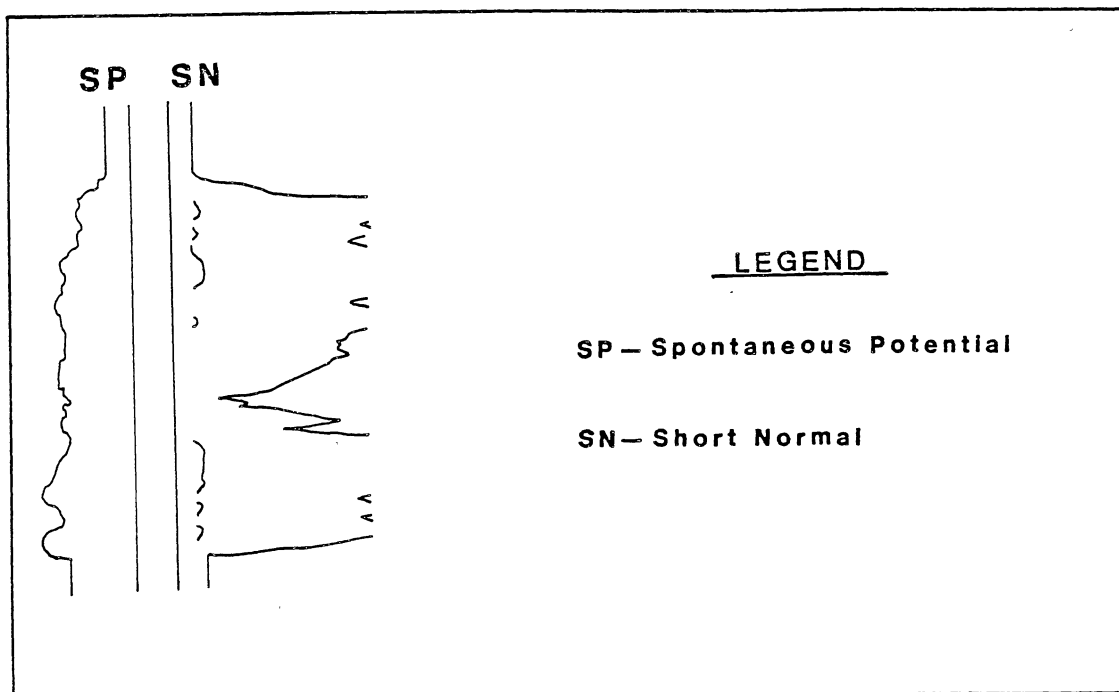 SP SN
LEGEND
SP— Spontaneous Potential
SN— Short Normal